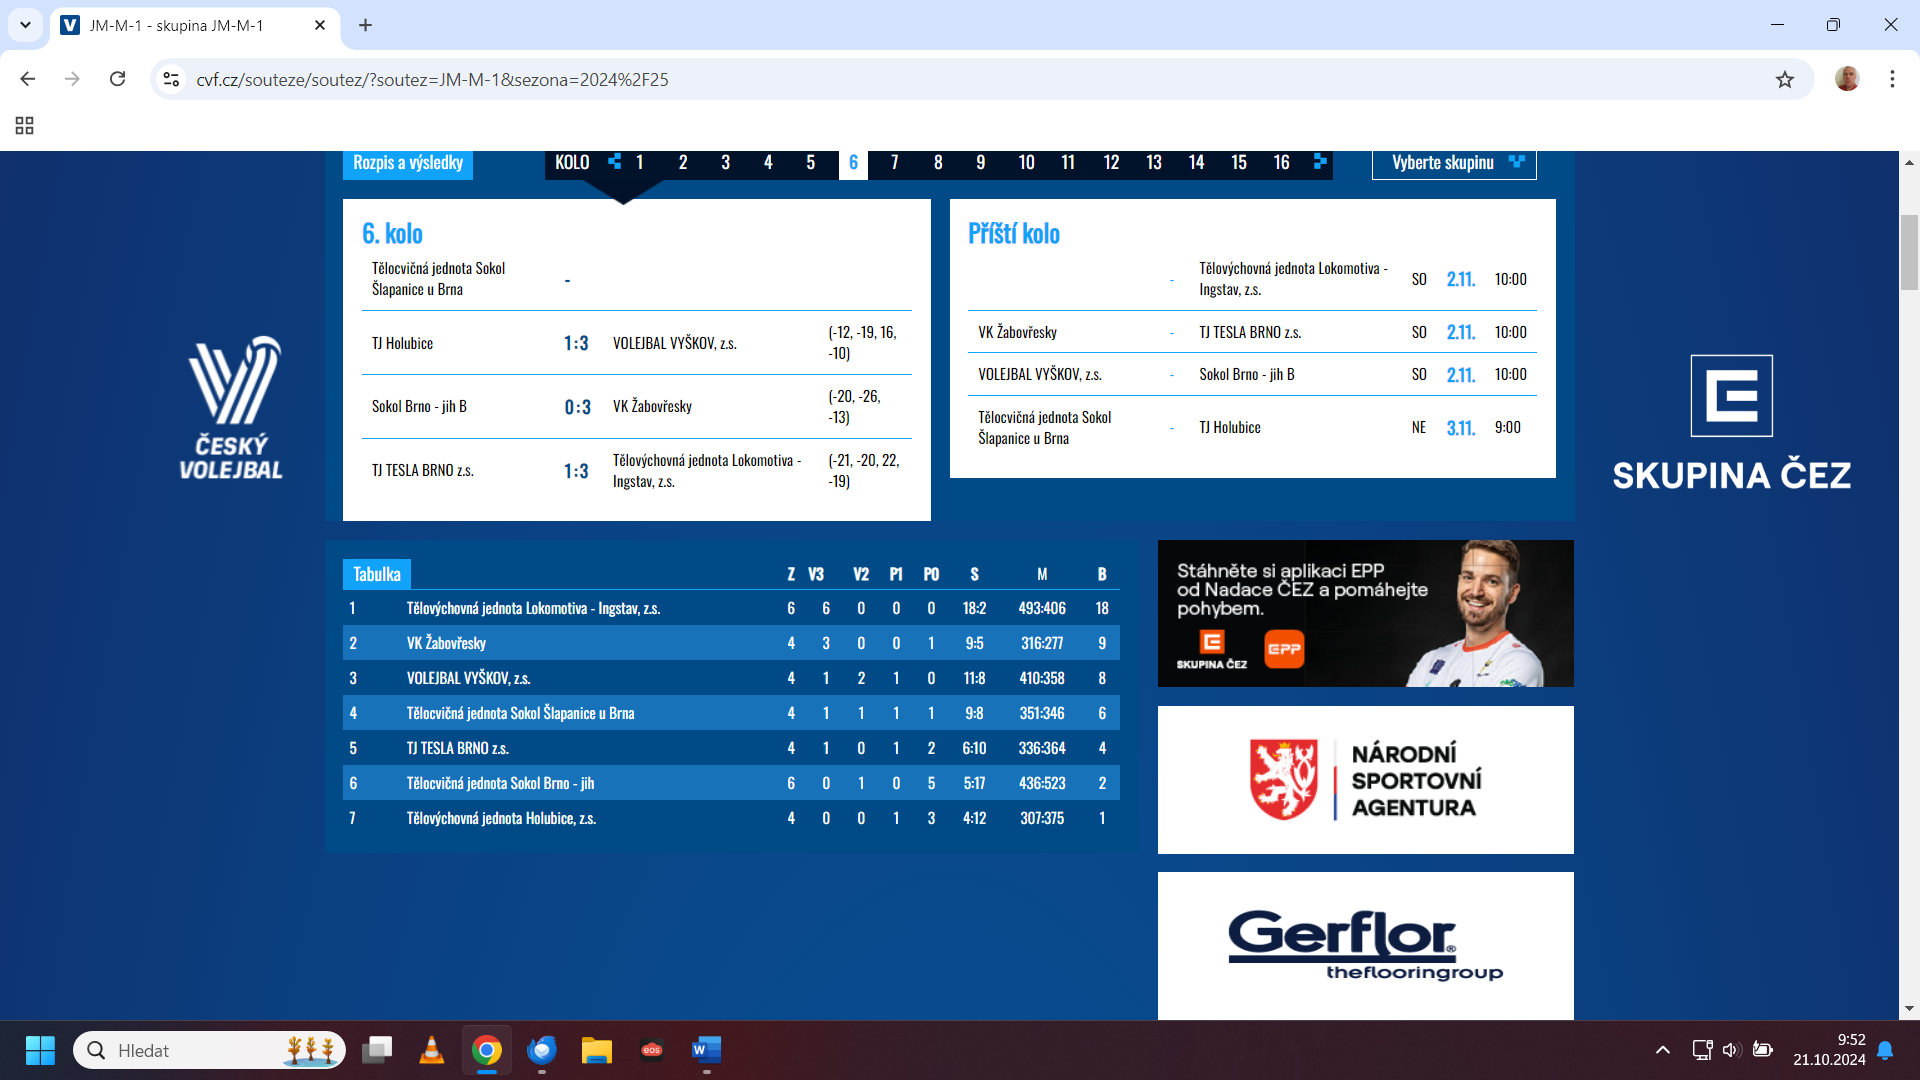 JM-M-1 - skupina JM-M-1
cvf.cz/souteze/soutez/?soutez=JM-M-1&sezona=2024%2F25
Rozpis a výsledky
KOLO 1 2 3 4 5 6 7 8 9 10 11 12 13 14 15 16
Vyberte skupinu
6. kolo
Tělocvičná jednota Sokol
Šlapanice u Brna
-
TJ Holubice 1:3 VOLEJBAL VYŠKOV, z.s. (-12, -19, 16,
-10)
Sokol Brno - jih B 0:3 VK Žabovřesky (-20, -26,
-13)
TJ TESLA BRNO z.s. 1:3 Tělovýchovná jednota Lokomotiva -
Ingstav, z.s.
(-21, -20, 22,
-19)
Příští kolo
- Tělovýchovná jednota Lokomotiva -
Ingstav, z.s.
SO 2.11. 10:00
VK Žabovřesky - TJ TESLA BRNO z.s. SO 2.11. 10:00
VOLEJBAL VYŠKOV, z.s. - Sokol Brno - jih B SO 2.11. 10:00
Tělocvičná jednota Sokol
Šlapanice u Brna
- TJ Holubice NE 3.11. 9:00
ČESKÝ
VOLEJBAL
SKUPINA ČEZ
Tabulka Z V3 V2 P1 P0 S M B
1 Tělovýchovná jednota Lokomotiva - Ingstav, z.s. 6 6 0 0 0 18:2 493:406 18
2 VK Žabovřesky 4 3 0 0 1 9:5 316:277 9
3 VOLEJBAL VYŠKOV, z.s. 4 1 2 1 0 11:8 410:358 8
4 Tělocvičná jednota Sokol Šlapanice u Brna 4 1 1 1 1 9:8 351:346 6
5 TJ TESLA BRNO z.s. 4 1 0 1 2 6:10 336:364 4
6 Tělocvičná jednota Sokol Brno - jih 6 0 1 0 5 5:17 436:523 2
7 Tělovýchovná jednota Holubice, z.s. 4 0 0 1 3 4:12 307:375 1
Stáhněte si aplikaci EPP
od Nadace ČEZ a pomáhejte
pohybem.
SKUPINA ČEZ
EPP
NÁRODNÍ
SPORTOVNÍ
AGENTURA
Gerflor®
theflooringgroup
Hledat
eos
W
9:52
21.10.2024